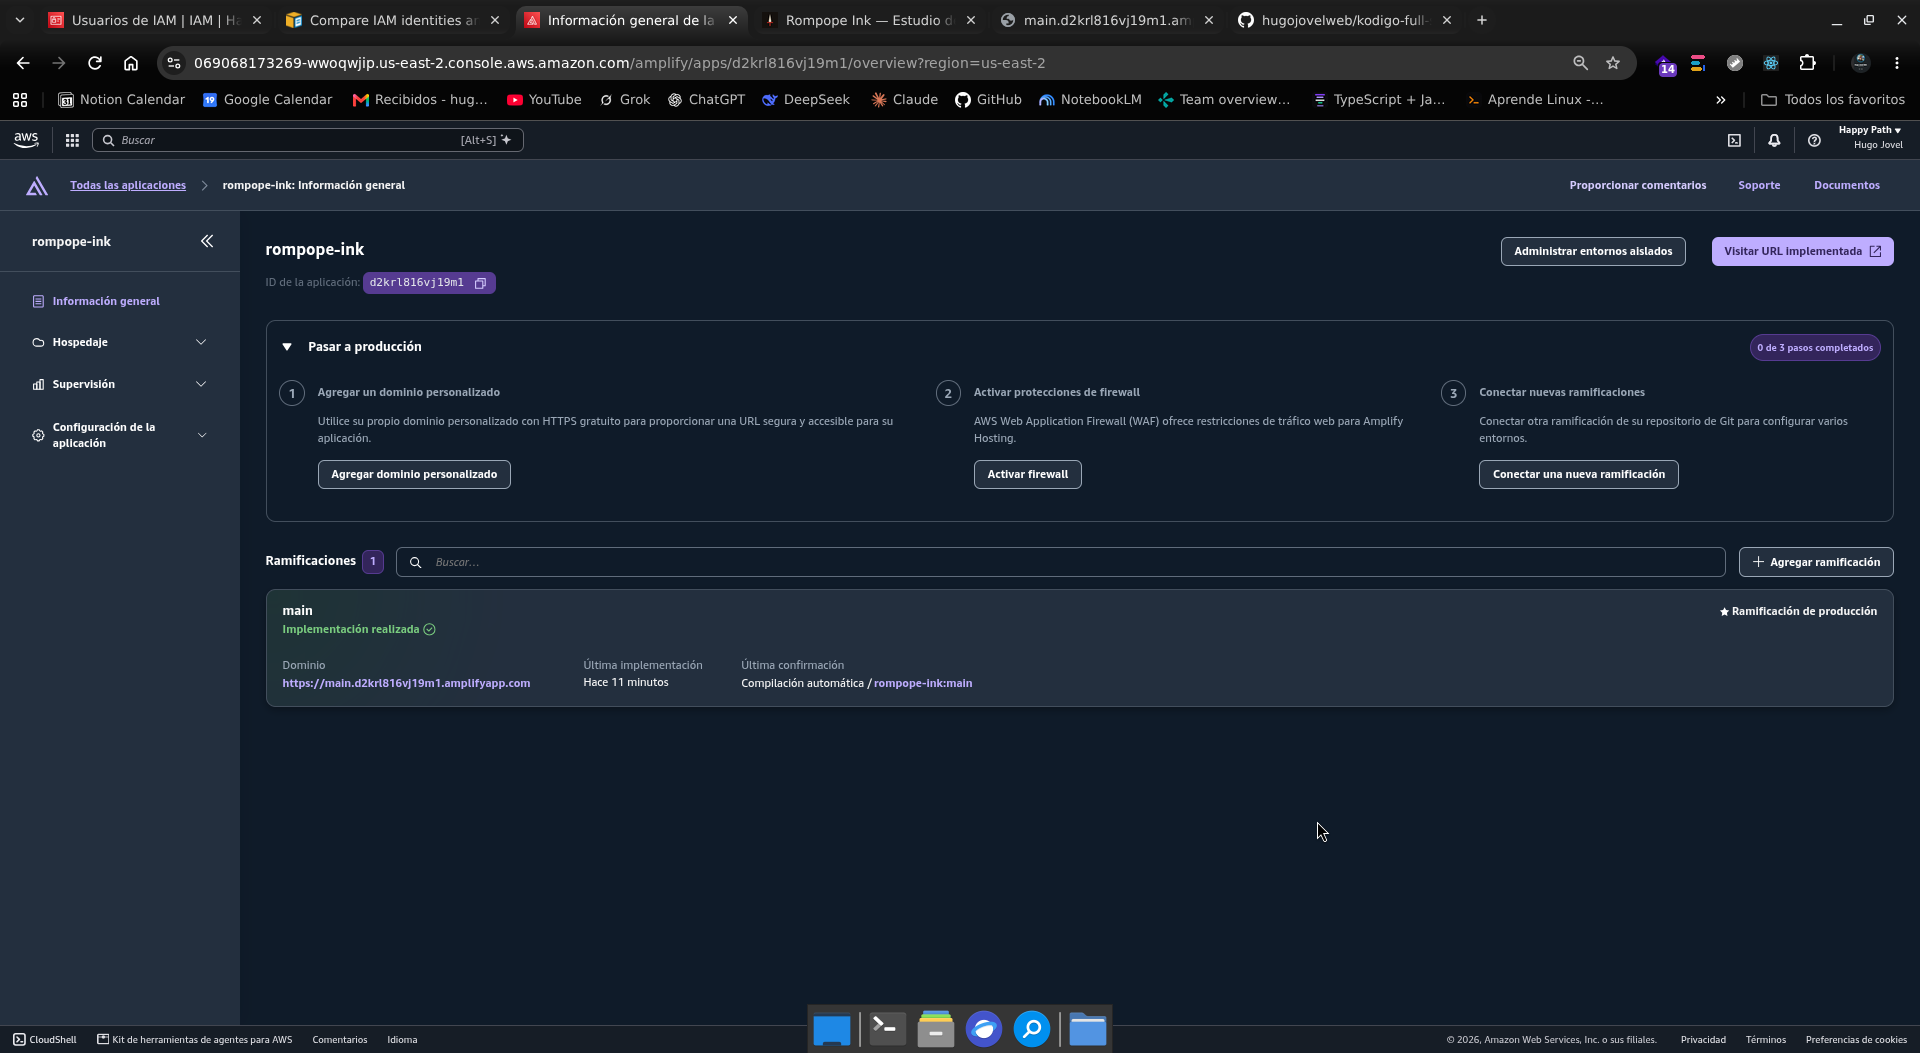 Usuarios de IAM | IAM | Ha
Compare IAM identities an
Información general de la
Rompope Ink — Estudio d
main.d2krl816vj19m1.am
hugojovelweb/kodigo-full-
069068173269-wwoqwjip.us-east-2.console.aws.amazon.com/amplify/apps/d2krl816vj19m1/overview?region=us-east-2
14
Notion Calendar
Google Calendar
Recibidos - hug...
YouTube
Grok
ChatGPT
DeepSeek
Claude
GitHub
NotebookLM
Team overview...
TypeScript + Ja...
Aprende Linux -...
Todos los favoritos
aws
Buscar
[Alt+S]
Happy Path
Hugo Jovel
Todas las aplicaciones
rompope-ink: Información general
Proporcionar comentarios
Soporte
Documentos
rompope-ink
Información general
Hospedaje
Supervisión
Configuración de la
aplicación
rompope-ink
Administrar entornos aislados
Visitar URL implementada
ID de la aplicación: d2krl816vj19m1
Pasar a producción
0 de 3 pasos completados
1
Agregar un dominio personalizado
Utilice su propio dominio personalizado con HTTPS gratuito para proporcionar una URL segura y accesible para su
aplicación.
Agregar dominio personalizado
2
Activar protecciones de firewall
AWS Web Application Firewall (WAF) ofrece restricciones de tráfico web para Amplify
Hosting.
Activar firewall
3
Conectar nuevas ramificaciones
Conectar otra ramificación de su repositorio de Git para configurar varios
entornos.
Conectar una nueva ramificación
Ramificaciones 1
Buscar...
Agregar ramificación
main
Ramificación de producción
Implementación realizada
Dominio
https://main.d2krl816vj19m1.amplifyapp.com
Última implementación
Hace 11 minutos
Última confirmación
Compilación automática / rompope-ink:main
CloudShell
Kit de herramientas de agentes para AWS
Comentarios
Idioma
© 2026, Amazon Web Services, Inc. o sus filiales.
Privacidad
Términos
Preferencias de cookies